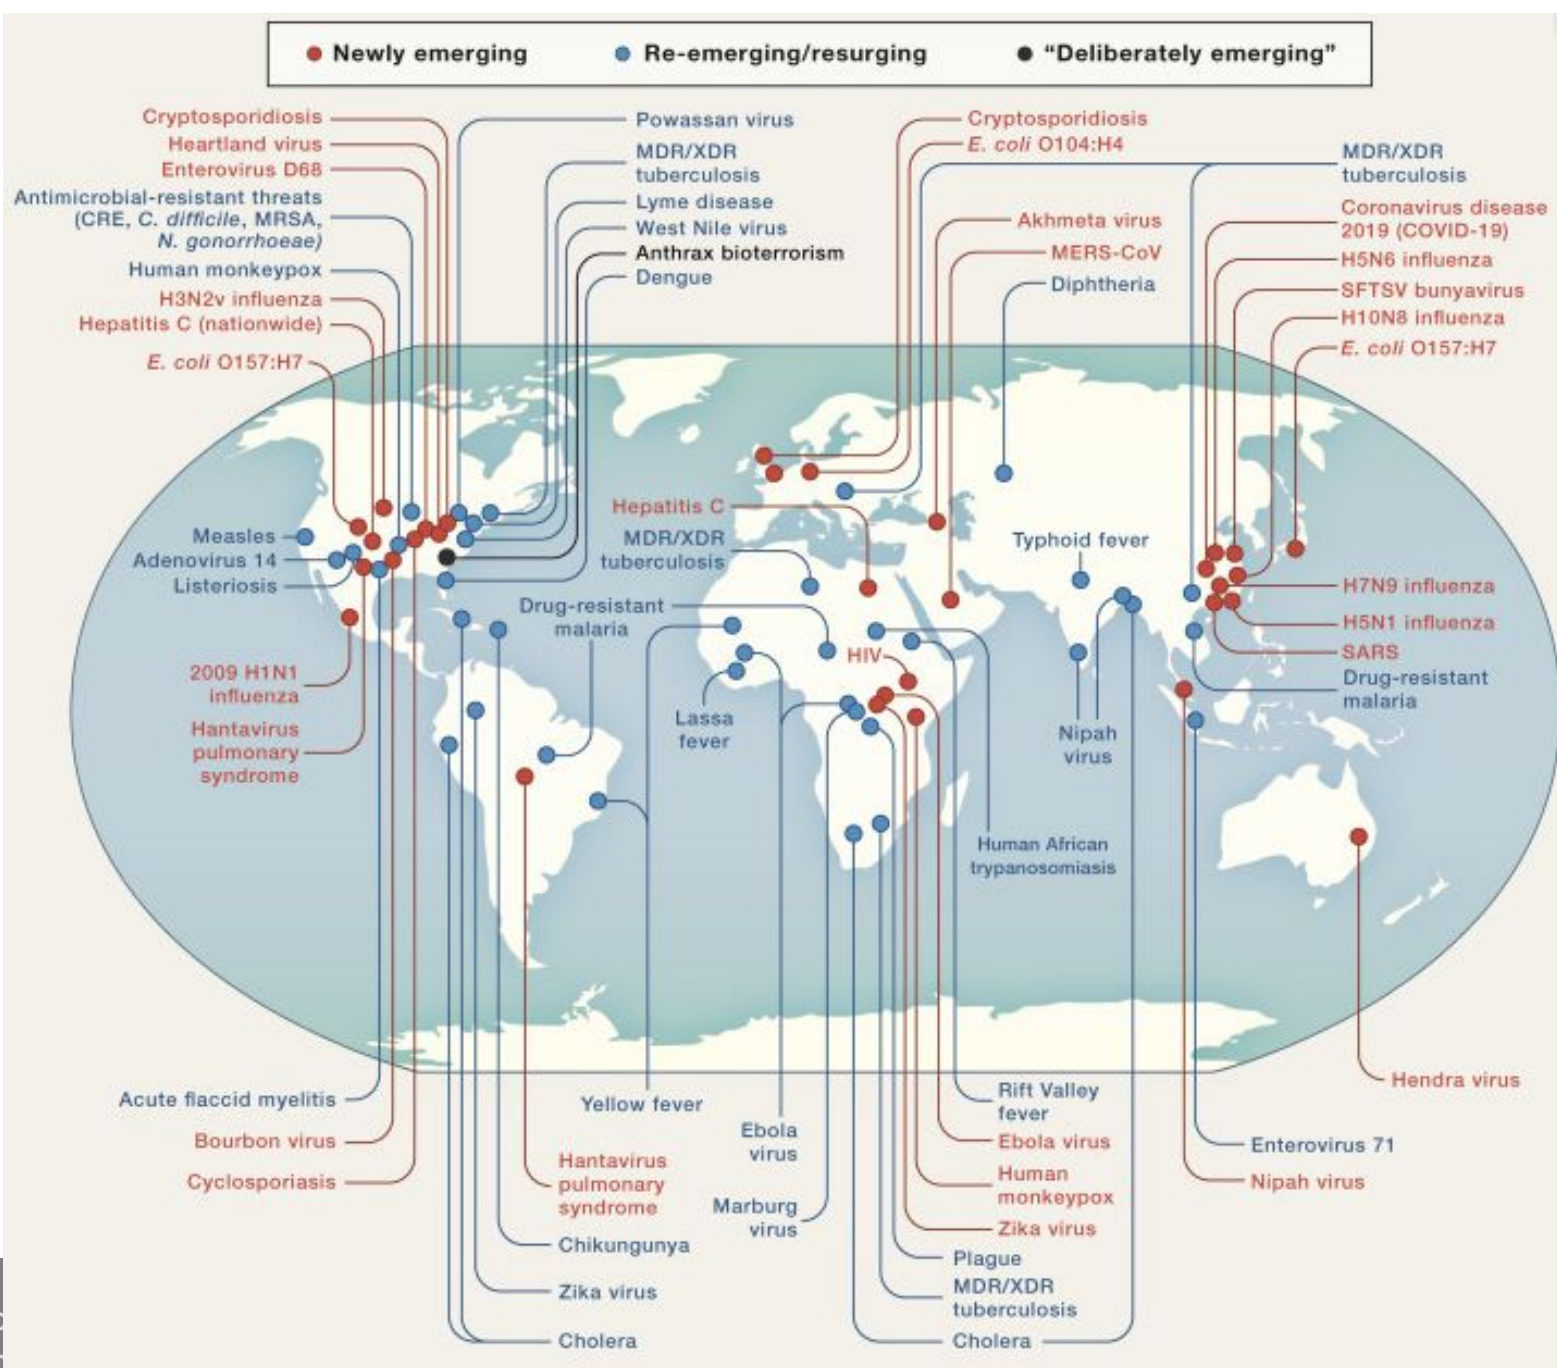 Newly emerging
Re-emerging/resurging
“Deliberately emerging”
Cryptosporidiosis
Heartland virus
Enterovirus D68
Antimicrobial-resistant threats
(CRE, C. difficile, MRSA,
N. gonorrhoeae)
Human monkeypox
H3N2v influenza
Hepatitis C (nationwide)
E. coli O157:H7
Powassan virus
MDR/XDR
tuberculosis
Lyme disease
West Nile virus
Anthrax bioterrorism
Dengue
Cryptosporidiosis
E. coli O104:H4
Akhmeta virus
MERS-CoV
Diphtheria
MDR/XDR
tuberculosis
Coronavirus disease
2019 (COVID-19)
H5N6 influenza
SFTSV bunyavirus
H10N8 influenza
E. coli O157:H7
Measles
Adenovirus 14
Listeriosis
2009 H1N1
influenza
Hantavirus
pulmonary
syndrome
Hepatitis C
MDR/XDR
tuberculosis
Drug-resistant
malaria
HIV
Lassa
fever
Typhoid fever
Nipah
virus
Human African
trypanosomiasis
H7N9 influenza
H5N1 influenza
SARS
Drug-resistant
malaria
Acute flaccid myelitis
Bourbon virus
Cyclosporiasis
Yellow fever
Hantavirus
pulmonary
syndrome
Chikungunya
Zika virus
Cholera
Ebola
virus
Marburg
virus
Rift Valley
fever
Ebola virus
Human
monkeypox
Zika virus
Plague
MDR/XDR
tuberculosis
Cholera
Hendra virus
Enterovirus 71
Nipah virus